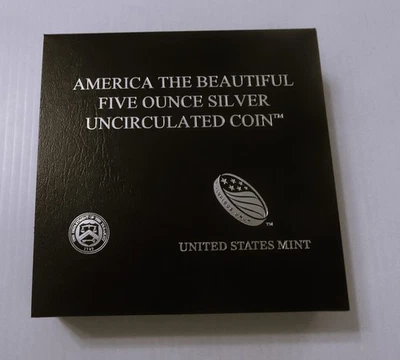 AMERICA THE BEAUTIFUL
FIVE OUNCE SILVER
UNCIRCULATED COIN™
UNITED STATES MINT